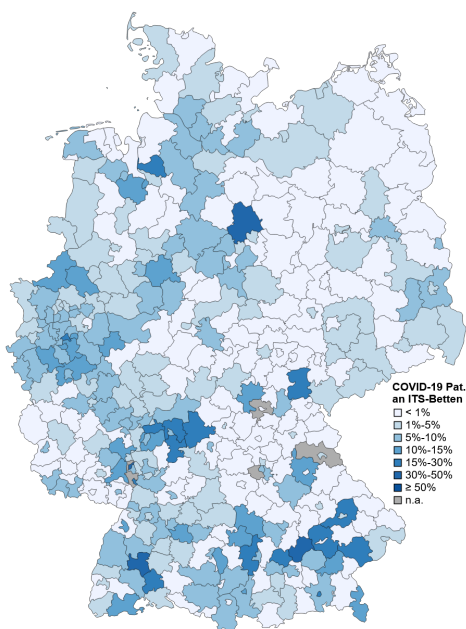 COVID-19 Pat.
an ITS-Betten
< 1%
1%-5%
5%-10%
10%-15%
15%-30%
30%-50%
≥ 50%
n.a.